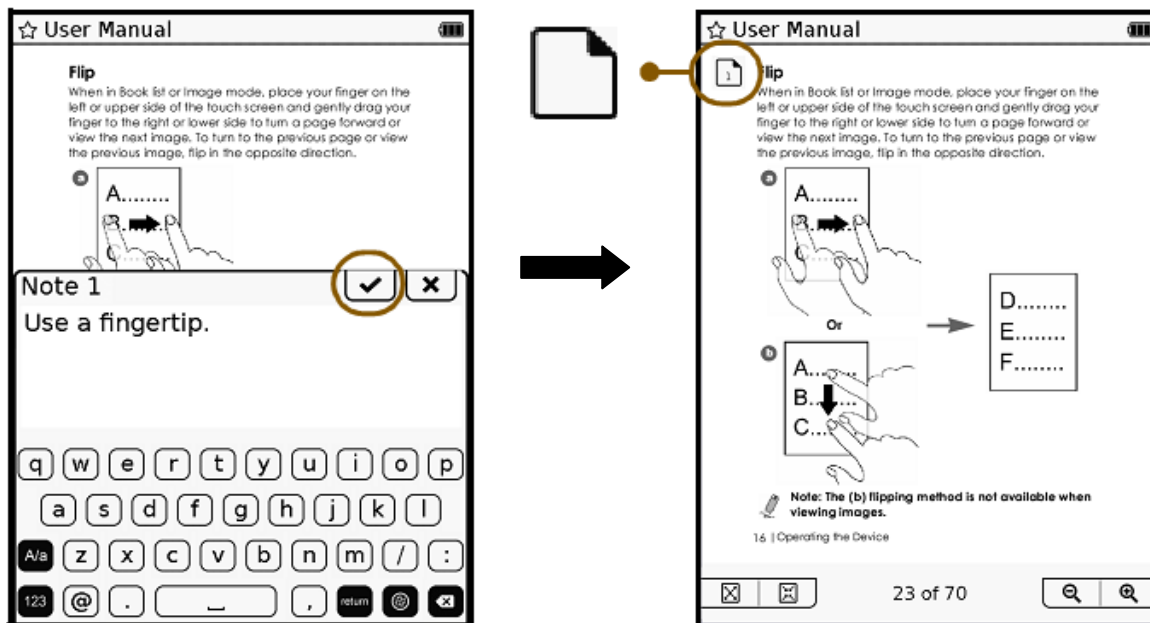 User Manual
Flip
When in Book list or Image mode, place your finger on the
left or upper side of the touch screen and gently drag your
finger to the right or lower side to turn a page forward or
view the next image. To turn to the previous page or view
the previous image, flip in the opposite direction.
a
A........
B
C
Note 1
Use a fingertip.
q w e r t y u i o p
a s d f g h j k l
A/a z x c v b n m / :
123 @ . ,  return
User Manual
1
Flip
When in Book list or Image mode, place your finger on the
left or upper side of the touch screen and gently drag your
finger to the right or lower side to turn a page forward or
view the next image. To turn to the previous page or view
the previous image, flip in the opposite direction.
a
A........
B
C
Or
b
A........
B........
C....
D........
E........
F........
Note: The (b) flipping method is not available when
viewing images.
16 | Operating the Device
23 of 70